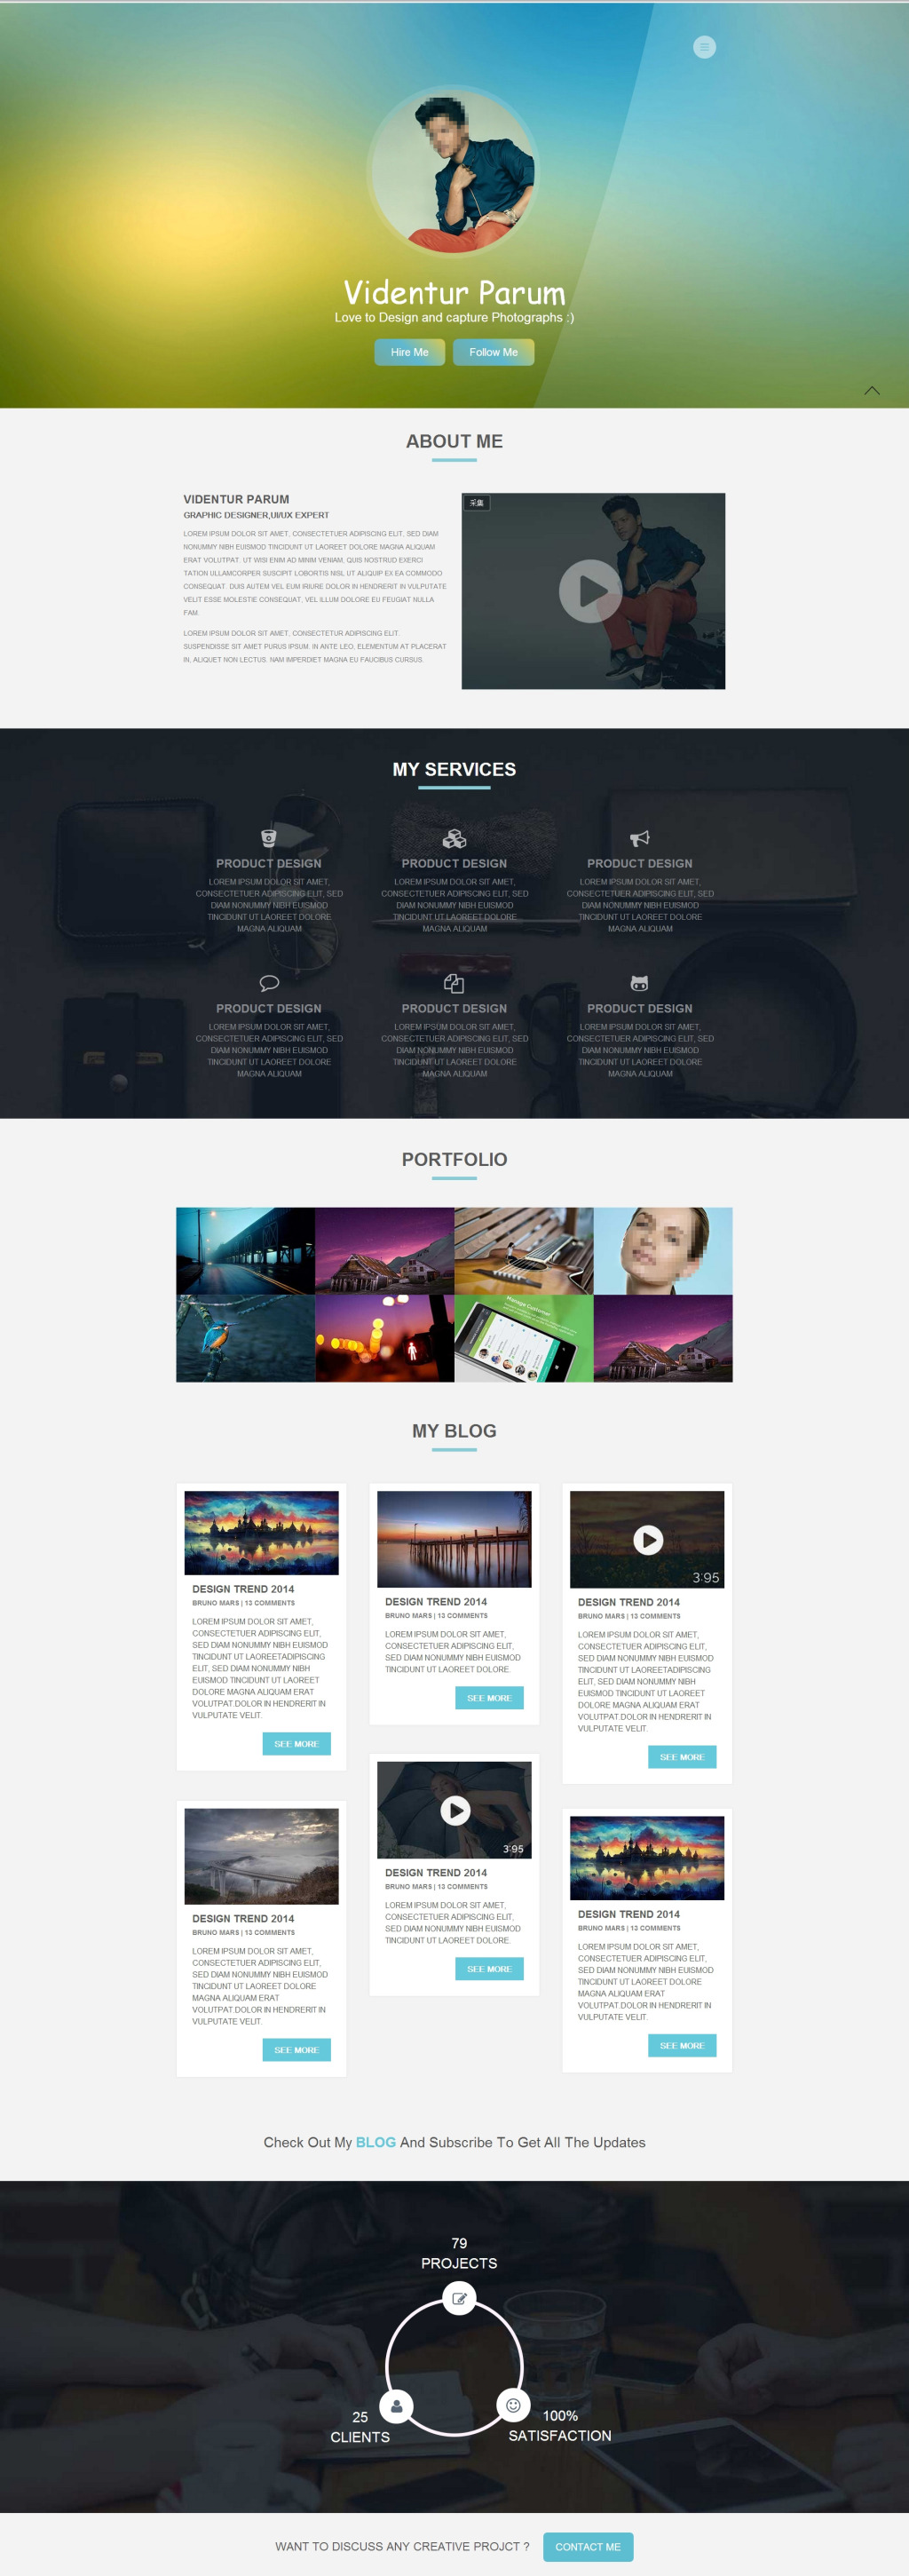 Videntur Parum
Love to Design and capture Photographs :)
Hire Me
Follow Me
ABOUT ME
VIDENTUR PARUM
GRAPHIC DESIGNER,UI/UX EXPERT
LOREM IPSUM DOLOR SIT AMET, CONSECTETUER ADIPISCING ELIT, SED DIAM
NONUMMY NIBH EUISMOD TINCIDUNT UT LAOREET DOLORE MAGNA ALIQUAM
ERAT VOLUTPAT. UT WISI ENIM AD MINIM VENIAM, QUIS NOSTRUD EXERCI
TATION ULLAMCORPER SUSCIPIT LOBORTIS NISL UT ALIQUIP EX EA COMMODO
CONSEQUAT. DUIS AUTEM VEL EUM IRIURE DOLOR IN HENDRERIT IN VULPUTATE
VELIT ESSE MOLESTIE CONSEQUAT, VEL ILLUM DOLORE EU FEUGIAT NULLA
FAM.
LOREM IPSUM DOLOR SIT AMET, CONSECTETUR ADIPISCING ELIT.
SUSPENDISSE SIT AMET PURUS IPSUM. IN ANTE LEO, ELEMENTUM AT PLACERAT
IN, ALIQUET NON LECTUS. NAM IMPERDIET MAGNA EU FAUCIBUS CURSUS.
采集
MY SERVICES
PRODUCT DESIGN
LOREM IPSUM DOLOR SIT AMET,
CONSECTETUER ADIPISCING ELIT, SED
DIAM NONUMMY NIBH EUISMOD
TINCIDUNT UT LAOREET DOLORE
MAGNA ALIQUAM
PRODUCT DESIGN
LOREM IPSUM DOLOR SIT AMET,
CONSECTETUER ADIPISCING ELIT, SED
DIAM NONUMMY NIBH EUISMOD
TINCIDUNT UT LAOREET DOLORE
MAGNA ALIQUAM
PRODUCT DESIGN
LOREM IPSUM DOLOR SIT AMET,
CONSECTETUER ADIPISCING ELIT, SED
DIAM NONUMMY NIBH EUISMOD
TINCIDUNT UT LAOREET DOLORE
MAGNA ALIQUAM
PRODUCT DESIGN
LOREM IPSUM DOLOR SIT AMET,
CONSECTETUER ADIPISCING ELIT, SED
DIAM NONUMMY NIBH EUISMOD
TINCIDUNT UT LAOREET DOLORE
MAGNA ALIQUAM
PRODUCT DESIGN
LOREM IPSUM DOLOR SIT AMET,
CONSECTETUER ADIPISCING ELIT, SED
DIAM NONUMMY NIBH EUISMOD
TINCIDUNT UT LAOREET DOLORE
MAGNA ALIQUAM
PRODUCT DESIGN
LOREM IPSUM DOLOR SIT AMET,
CONSECTETUER ADIPISCING ELIT, SED
DIAM NONUMMY NIBH EUISMOD
TINCIDUNT UT LAOREET DOLORE
MAGNA ALIQUAM
PORTFOLIO
Manage Customer
MY BLOG
DESIGN TREND 2014
BRUNO MARS | 13 COMMENTS
LOREM IPSUM DOLOR SIT AMET,
CONSECTETUER ADIPISCING ELIT,
SED DIAM NONUMMY NIBH EUISMOD
TINCIDUNT UT LAOREETADIPISCING
ELIT, SED DIAM NONUMMY NIBH
EUISMOD TINCIDUNT UT LAOREET
DOLORE MAGNA ALIQUAM ERAT
VOLUTPAT.DOLOR IN HENDRERIT IN
VULPUTATE VELIT.
SEE MORE
DESIGN TREND 2014
BRUNO MARS | 13 COMMENTS
LOREM IPSUM DOLOR SIT AMET,
CONSECTETUER ADIPISCING ELIT,
SED DIAM NONUMMY NIBH EUISMOD
TINCIDUNT UT LAOREET DOLORE.
SEE MORE
3:95
DESIGN TREND 2014
BRUNO MARS | 13 COMMENTS
LOREM IPSUM DOLOR SIT AMET,
CONSECTETUER ADIPISCING ELIT,
SED DIAM NONUMMY NIBH EUISMOD
TINCIDUNT UT LAOREETADIPISCING
ELIT, SED DIAM NONUMMY NIBH
EUISMOD TINCIDUNT UT LAOREET
DOLORE MAGNA ALIQUAM ERAT
VOLUTPAT.DOLOR IN HENDRERIT IN
VULPUTATE VELIT.
SEE MORE
DESIGN TREND 2014
BRUNO MARS | 13 COMMENTS
LOREM IPSUM DOLOR SIT AMET,
CONSECTETUER ADIPISCING ELIT,
SED DIAM NONUMMY NIBH EUISMOD
TINCIDUNT UT LAOREET DOLORE
MAGNA ALIQUAM ERAT
VOLUTPAT.DOLOR IN HENDRERIT IN
VULPUTATE VELIT.
SEE MORE
3:95
DESIGN TREND 2014
BRUNO MARS | 13 COMMENTS
LOREM IPSUM DOLOR SIT AMET,
CONSECTETUER ADIPISCING ELIT,
SED DIAM NONUMMY NIBH EUISMOD
TINCIDUNT UT LAOREET DOLORE.
SEE MORE
DESIGN TREND 2014
BRUNO MARS | 13 COMMENTS
LOREM IPSUM DOLOR SIT AMET,
CONSECTETUER ADIPISCING ELIT,
SED DIAM NONUMMY NIBH EUISMOD
TINCIDUNT UT LAOREET DOLORE
MAGNA ALIQUAM ERAT
VOLUTPAT.DOLOR IN HENDRERIT IN
VULPUTATE VELIT.
SEE MORE
Check Out My BLOG And Subscribe To Get All The Updates
79
PROJECTS
25
CLIENTS
100%
SATISFACTION
WANT TO DISCUSS ANY CREATIVE PROJCT ?
CONTACT ME